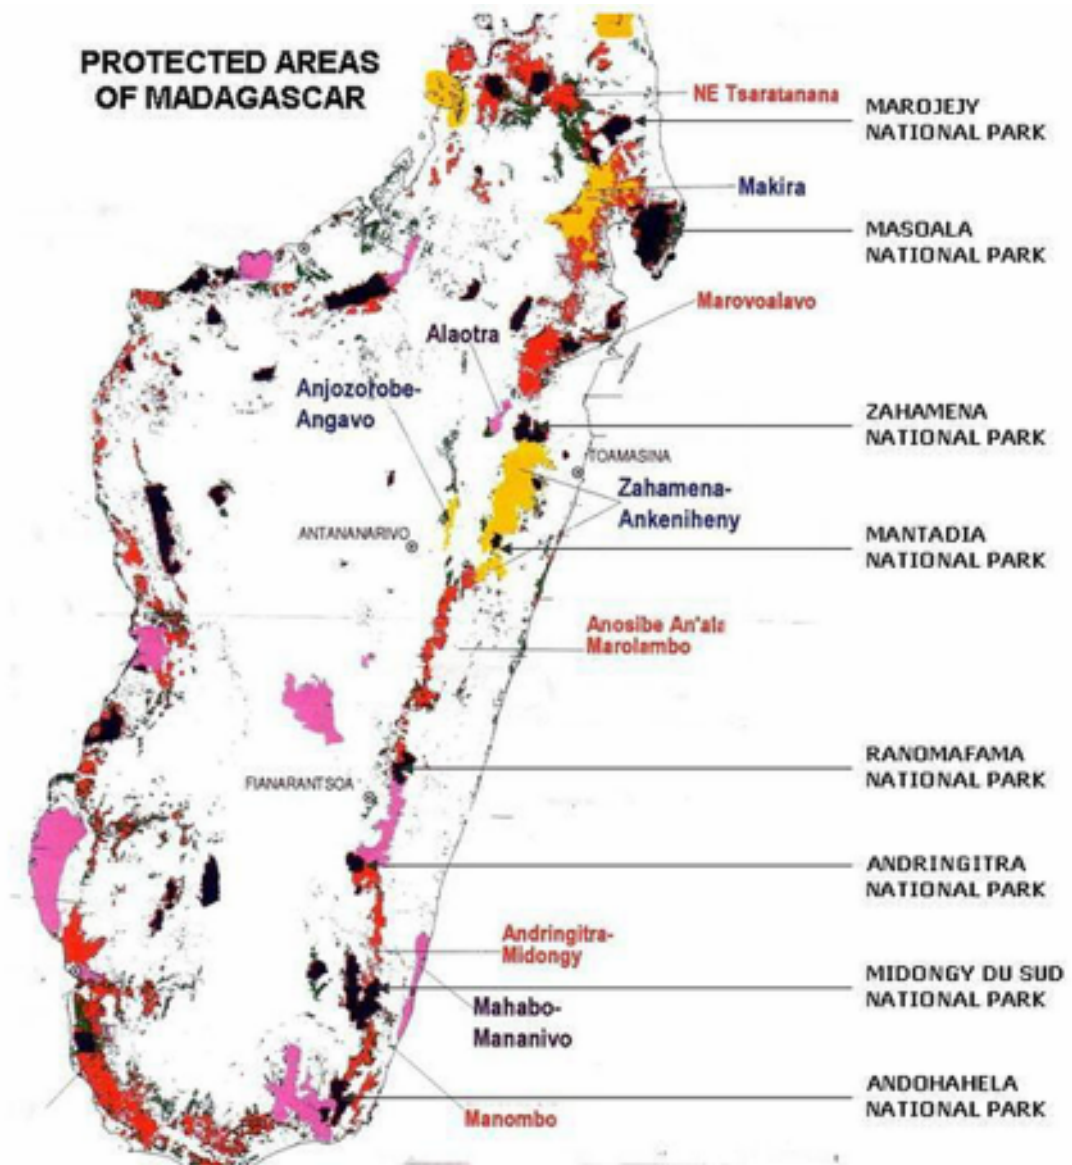 PROTECTED AREAS
OF MADAGASCAR
NE Tsaratanana
MAROJEJY
NATIONAL PARK
Makira
MASOALA
NATIONAL PARK
Marovoalavo
Alaotra
Anjozorobe-
Angavo
ZAHAMENA
NATIONAL PARK
TOAMASINA
Zahamena-
Ankeniheny
ANTANANARIVO
MANTADIA
NATIONAL PARK
Anosibe An'ala
Marolambo
RANOMAFAMA
NATIONAL PARK
FIANARANTSOA
ANDRINGITRA
NATIONAL PARK
Andringitra-
Midongy
MIDONGY DU SUD
NATIONAL PARK
Mahabo-
Mananivo
ANDOHAHELA
NATIONAL PARK
Manombo